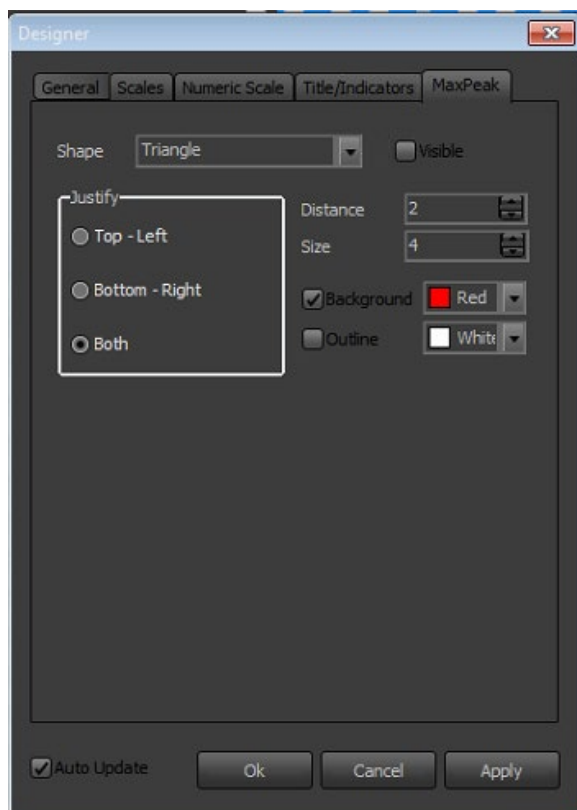 Designer
General Scales Numeric Scale Title/Indicators MaxPeak
Shape Triangle Visible
Justify
Top - Left
Bottom - Right
Both
Distance 2
Size 4
Background Red
Outline White
Auto Update Ok Cancel Apply